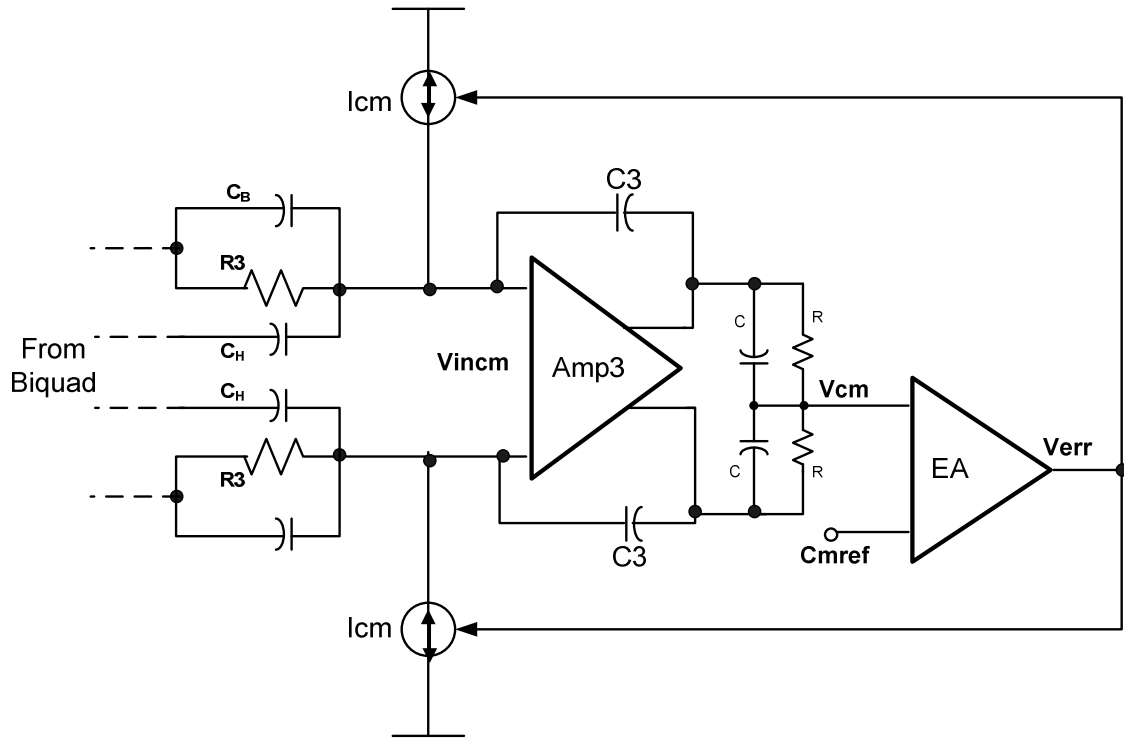 Icm
C3
CB
R3
CH
From
Biquad
CH
R3
Vincm
Amp3
C
R
Vcm
C
R
EA
Verr
Cmref
C3
Icm